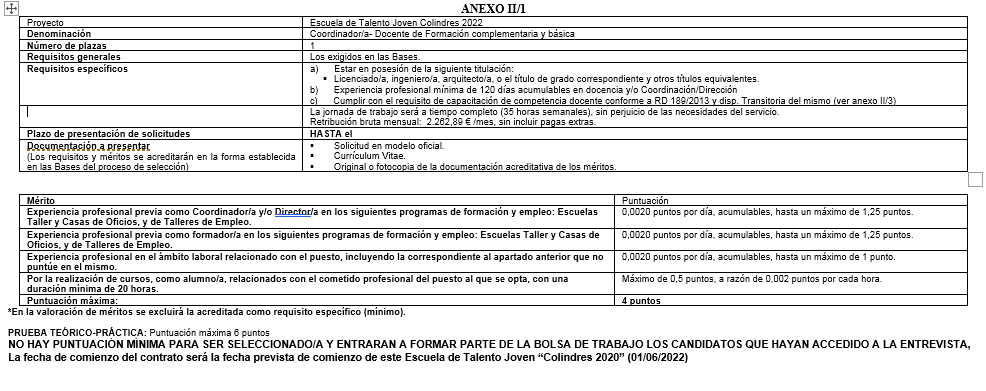 ANEXO II/1
Proyecto Escuela de Talento Joven Colindres 2022
Denominación Coordinador/a- Docente de Formación complementaria y básica
Número de plazas 1
Requisitos generales Los exigidos en las Bases.
Requisitos específicos a) Estar en posesión de la siguiente titulación:
▪ Licenciado/a, ingeniero/a, arquitecto/a, o el título de grado correspondiente y otros títulos equivalentes.
b) Experiencia profesional mínima de 120 días acumulables en docencia y/o Coordinación/Dirección
c) Cumplir con el requisito de capacitación de competencia docente conforme a RD 189/2013 y disp. Transitoria del mismo (ver anexo II/3)
La jornada de trabajo será a tiempo completo (35 horas semanales), sin perjuicio de las necesidades del servicio.
Retribución bruta mensual: 2.262,89 € /mes, sin incluir pagas extras.
Plazo de presentación de solicitudes HASTA el
Documentación a presentar ▪ Solicitud en modelo oficial.
(Los requisitos y méritos se acreditarán en la forma establecida ▪ Currículum Vitae.
en las Bases del proceso de selección) ▪ Original o fotocopia de la documentación acreditativa de los méritos.
Mérito Puntuación
Experiencia profesional previa como Coordinador/a y/o Director/a en los siguientes programas de formación y empleo: Escuelas 0,0020 puntos por día, acumulables, hasta un máximo de 1,25 puntos.
Taller y Casas de Oficios, y de Talleres de Empleo.
Experiencia profesional previa como formador/a en los siguientes programas de formación y empleo: Escuelas Taller y Casas de 0,0020 puntos por día, acumulables, hasta un máximo de 1,25 puntos.
Oficios, y de Talleres de Empleo.
Experiencia profesional en el ámbito laboral relacionado con el puesto, incluyendo la correspondiente al apartado anterior que no 0,0020 puntos por día, acumulables, hasta un máximo de 1 punto.
puntúe en el mismo.
Por la realización de cursos, como alumno/a, relacionados con el cometido profesional del puesto al que se opta, con una Máximo de 0,5 puntos, a razón de 0,002 puntos por cada hora.
duración mínima de 20 horas.
Puntuación máxima: 4 puntos
*En la valoración de méritos se excluirá la acreditada como requisito específico (mínimo).
PRUEBA TEÓRICO-PRÁCTICA: Puntuación máxima 6 puntos
NO HAY PUNTUACIÓN MÍNIMA PARA SER SELECCIONADO/A Y ENTRARAN A FORMAR PARTE DE LA BOLSA DE TRABAJO LOS CANDIDATOS QUE HAYAN ACCEDIDO A LA ENTREVISTA,
La fecha de comienzo del contrato será la fecha prevista de comienzo de este Escuela de Talento Joven “Colindres 2020” (01/06/2022)